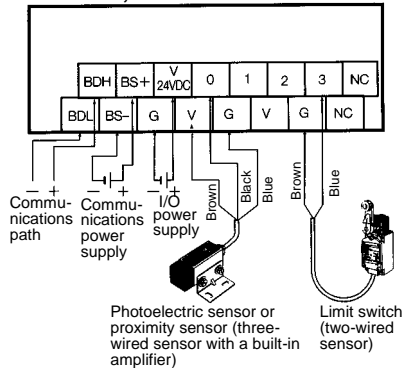 BDH BS+ V 24VDC 0 1 2 3 NC
BDL BS- G V G V G NC
Brown
Black
Blue
Brown
Blue
– +
Commu-
nications
path
– +
Commu-
nications
power
supply
– +
I/O
power
supply
Photoelectric sensor or
proximity sensor (three-
wired sensor with a built-in
amplifier)
Limit switch
(two-wired
sensor)